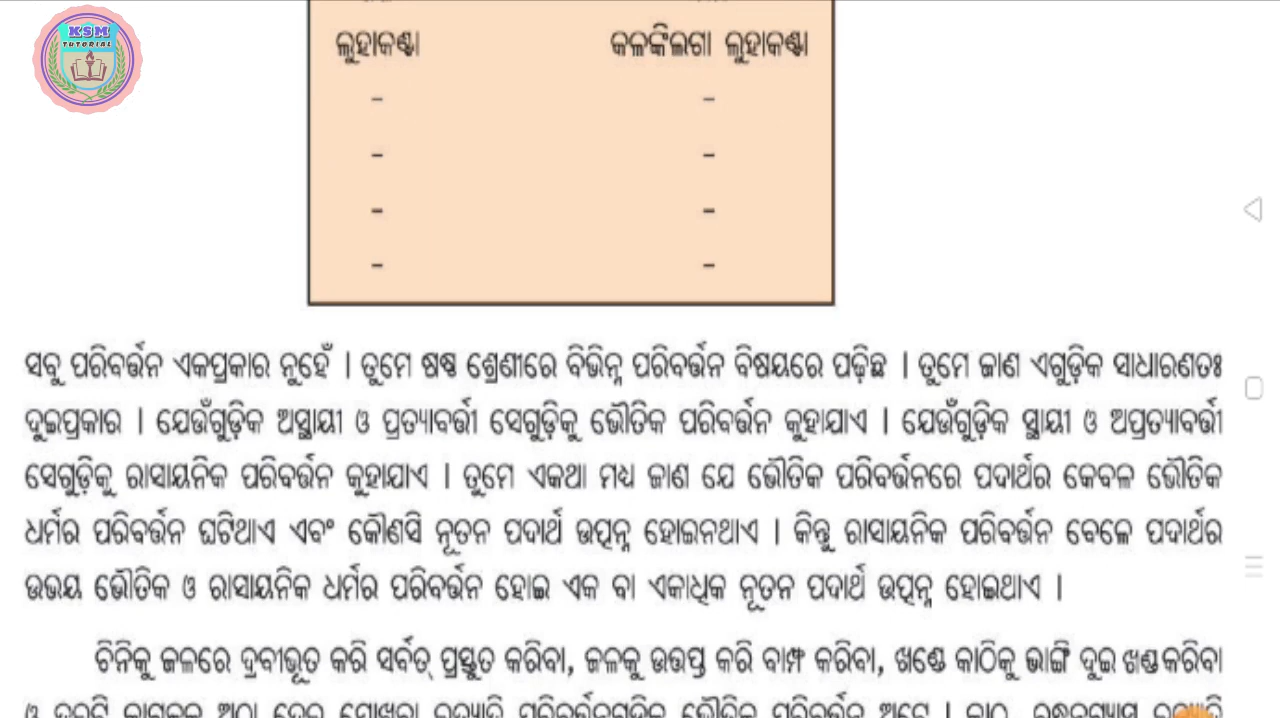 KSM
TUTORIAL
ଲୁହାକଣ୍ଟା କଳଙ୍କିଲଗା ଲୁହାକଣ୍ଟା
– –
– –
– –
– –
ସବୁ ପରିବର୍ତ୍ତନ ଏକପ୍ରକାର ନୁହେଁ । ତୁମେ ଷଷ୍ଠ ଶ୍ରେଣୀରେ ବିଭିନ୍ନ ପରିବର୍ତ୍ତନ ବିଷୟରେ ପଢ଼ିଛ । ତୁମେ ଜାଣ ଏଗୁଡ଼ିକ ସାଧାରଣତଃ
ଦୁଇପ୍ରକାର । ଯେଉଁଗୁଡ଼ିକ ଅସ୍ଥାୟୀ ଓ ପ୍ରତ୍ୟାବର୍ତ୍ତୀ ସେଗୁଡ଼ିକୁ ଭୌତିକ ପରିବର୍ତ୍ତନ କୁହାଯାଏ । ଯେଉଁଗୁଡ଼ିକ ସ୍ଥାୟୀ ଓ ଅପ୍ରତ୍ୟାବର୍ତ୍ତୀ
ସେଗୁଡ଼ିକୁ ରାସାୟନିକ ପରିବର୍ତ୍ତନ କୁହାଯାଏ । ତୁମେ ଏକଥା ମଧ୍ୟ ଜାଣ ଯେ ଭୌତିକ ପରିବର୍ତ୍ତନରେ ପଦାର୍ଥର କେବଳ ଭୌତିକ
ଧର୍ମର ପରିବର୍ତ୍ତନ ଘଟିଥାଏ ଏବଂ କୌଣସି ନୂତନ ପଦାର୍ଥ ଉତ୍ପନ୍ନ ହୋଇନଥାଏ । କିନ୍ତୁ ରାସାୟନିକ ପରିବର୍ତ୍ତନ ବେଳେ ପଦାର୍ଥର
ଉଭୟ ଭୌତିକ ଓ ରାସାୟନିକ ଧର୍ମର ପରିବର୍ତ୍ତନ ହୋଇ ଏକ ବା ଏକାଧିକ ନୂତନ ପଦାର୍ଥ ଉତ୍ପନ୍ନ ହୋଇଥାଏ ।
ଚିନିକୁ ଜଳରେ ଦ୍ରବୀଭୂତ କରି ସର୍ବତ୍ ପ୍ରସ୍ତୁତ କରିବା, ଜଳକୁ ଉତ୍ତପ୍ତ କରି ବାମ୍ଫ କରିବା, ଖଣ୍ଡେ କାଠିକୁ ଭାଙ୍ଗି ଦୁଇ ଖଣ୍ଡକରିବା